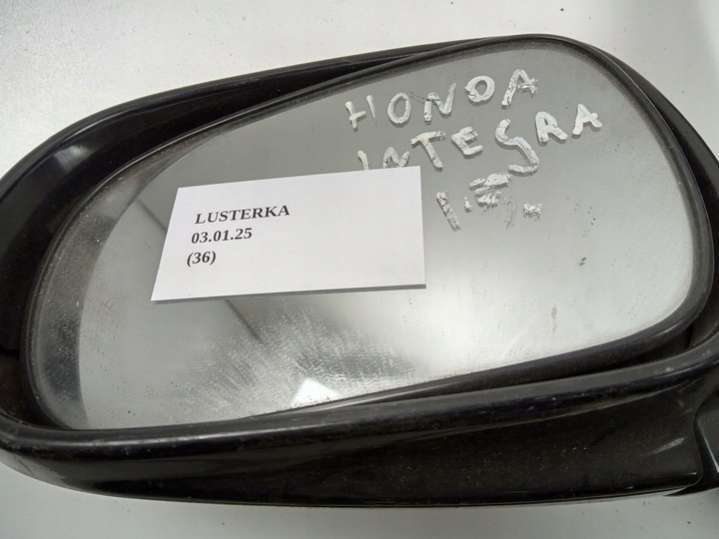 HONDA
INTEGRA
LUSTERKA
03.01.25
(36)